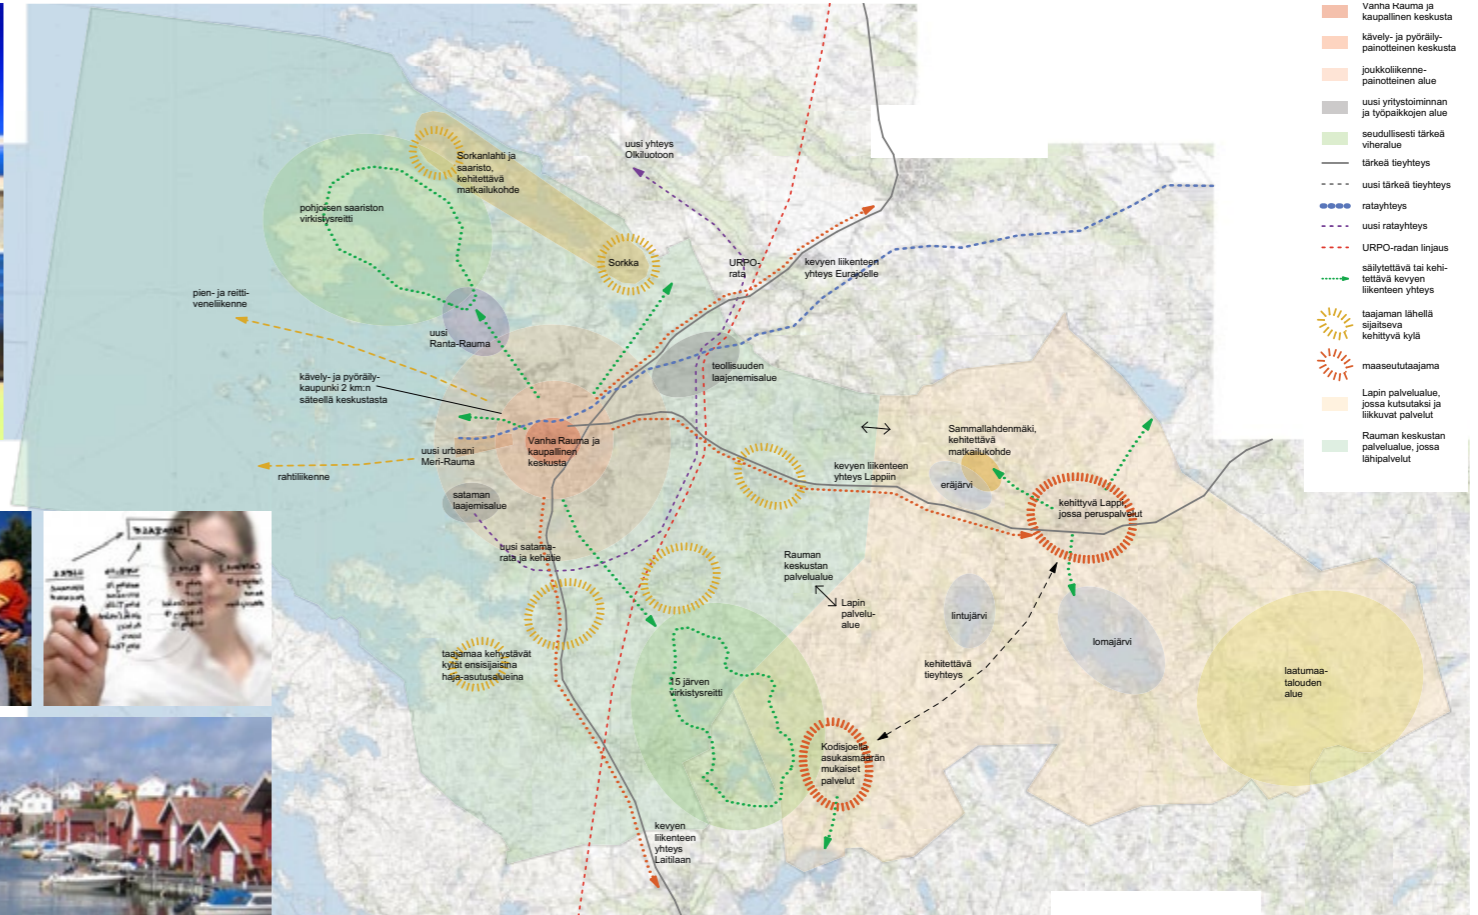 Vanha Rauma ja
kaupallinen keskusta
kävely- ja pyöräily-
painotteinen keskusta
joukkoliikenne-
painotteinen alue
uusi yritystoiminnan
ja työpaikkojen alue
seudullisesti tärkeä
viheralue
tärkeä tieyhteys
uusi tärkeä tieyhteys
ratayhteys
uusi ratayhteys
URPO-radan linjaus
säilytettävä tai kehi-
tettävä kevyen
liikenteen yhteys
taajaman lähellä
sijaitseva
kehittyvä kylä
maaseututaajama
Lapin palvelualue,
jossa kutsutaksi ja
liikkuvat palvelut
Rauman keskustan
palvelualue, jossa
lähipalvelut
uusi yhteys
Olkiluotoon
Sorkanlahti ja
saaristo,
kehitettävä
matkailukohde
pohjoisen saariston
virkistysreitti
Sorkka
URPO-
rata
kevyen liikenteen
yhteys Eurajoelle
pien- ja reitti-
veneliikenne
uusi
Ranta-Rauma
teollisuuden
laajenemisalue
kävely- ja pyöräily-
kaupunki 2 km:n
säteellä keskustasta
Vanha Rauma ja
kaupallinen
keskusta
uusi urbaani
Meri-Rauma
rahtiliikenne
sataman
laajemisalue
Sammallahdenmäki,
kehitettävä
matkailukohde
kevyen liikenteen
yhteys Lappiin
eräjärvi
kehittyvä Lappi,
jossa peruspalvelut
uusi satama-
rata ja kehätie
Rauman
keskustan
palvelualue
Lapin
palvelu-
alue
lintujärvi
lomajärvi
taajamaa kehystävät
kylät ensisijaisina
haja-asutusalueina
kehitettävä
tieyhteys
15 järven
virkistysreitti
laatumaa-
talouden
alue
Kodisjoella
asukasmäärän
mukaiset
palvelut
kevyen
liikenteen
yhteys
Laitilaan